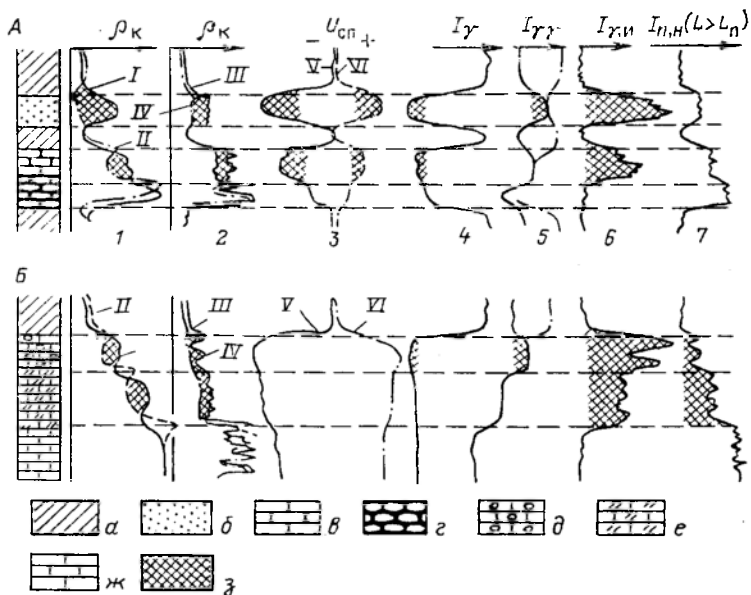 А ρк ρк Uсп Iγ Iγγ Iγ,и Iп,н(L>Lп)
– V VI +
I III
IV
II
1 2 3 4 5 6 7
Б
II III V VI
IV
а б в г д е
ж з